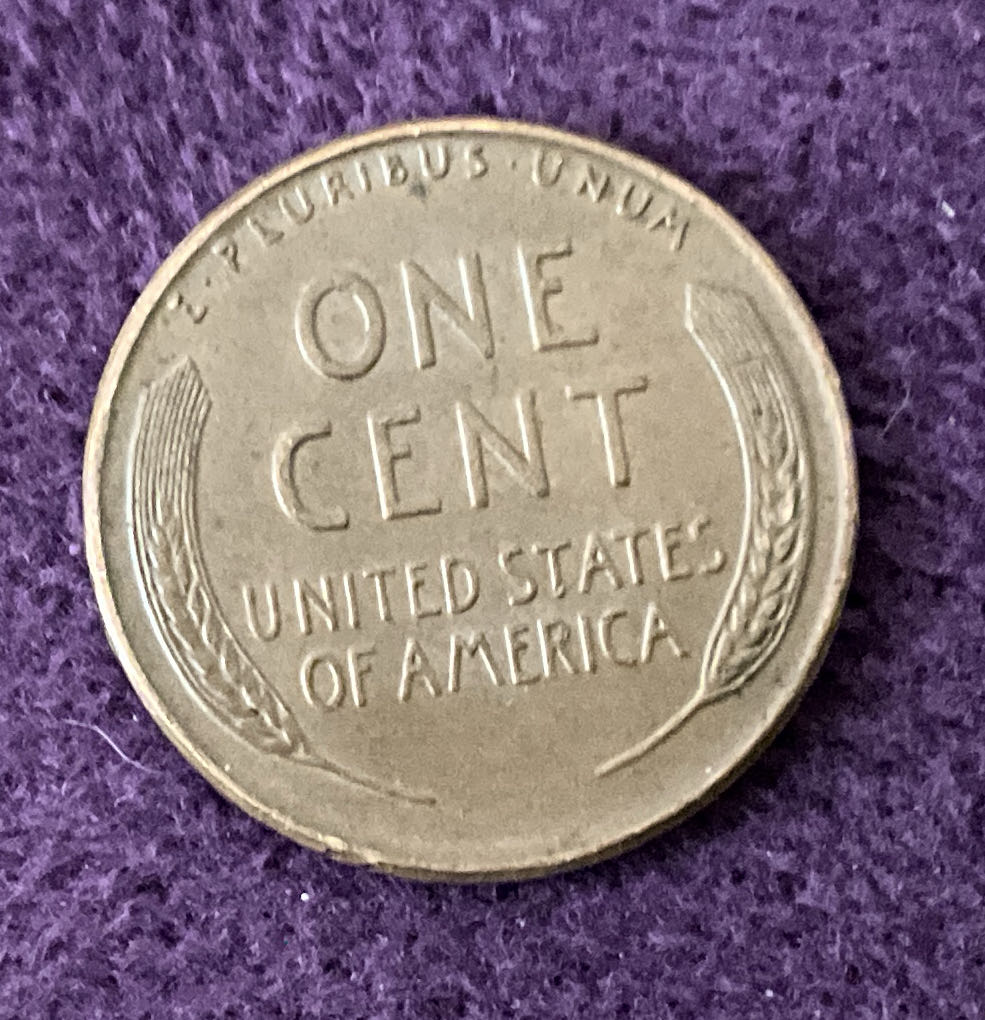 E·PLURIBUS·UNUM
ONE
CENT
UNITED STATES
OF AMERICA